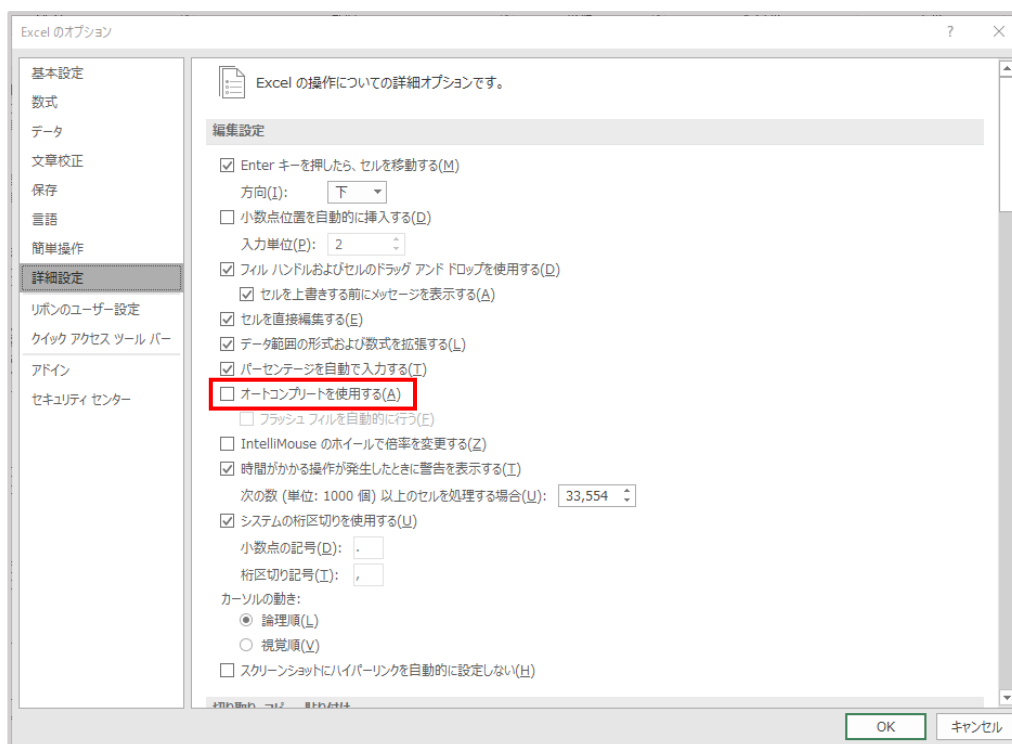 Excel のオプション
?
基本設定
数式
データ
文章校正
保存
言語
簡単操作
詳細設定
リボンのユーザー設定
クイック アクセス ツール バー
アドイン
セキュリティ センター
Excel の操作についての詳細オプションです。
編集設定
Enter キーを押したら、セルを移動する(M)
方向(I): 下
小数点位置を自動的に挿入する(D)
入力単位(P): 2
フィル ハンドルおよびセルのドラッグ アンド ドロップを使用する(D)
セルを上書きする前にメッセージを表示する(A)
セルを直接編集する(E)
データ範囲の形式および数式を拡張する(L)
パーセンテージを自動で入力する(T)
オートコンプリートを使用する(A)
フラッシュ フィルを自動的に行う(F)
IntelliMouse のホイールで倍率を変更する(Z)
時間がかかる操作が発生したときに警告を表示する(T)
次の数 (単位: 1000 個) 以上のセルを処理する場合(U): 33,554
システムの桁区切りを使用する(U)
小数点の記号(D): .
桁区切り記号(T): ,
カーソルの動き:
論理順(L)
視覚順(V)
スクリーンショットにハイパーリンクを自動的に設定しない(H)
切り取り、コピー、貼り付け
OK
キャンセル